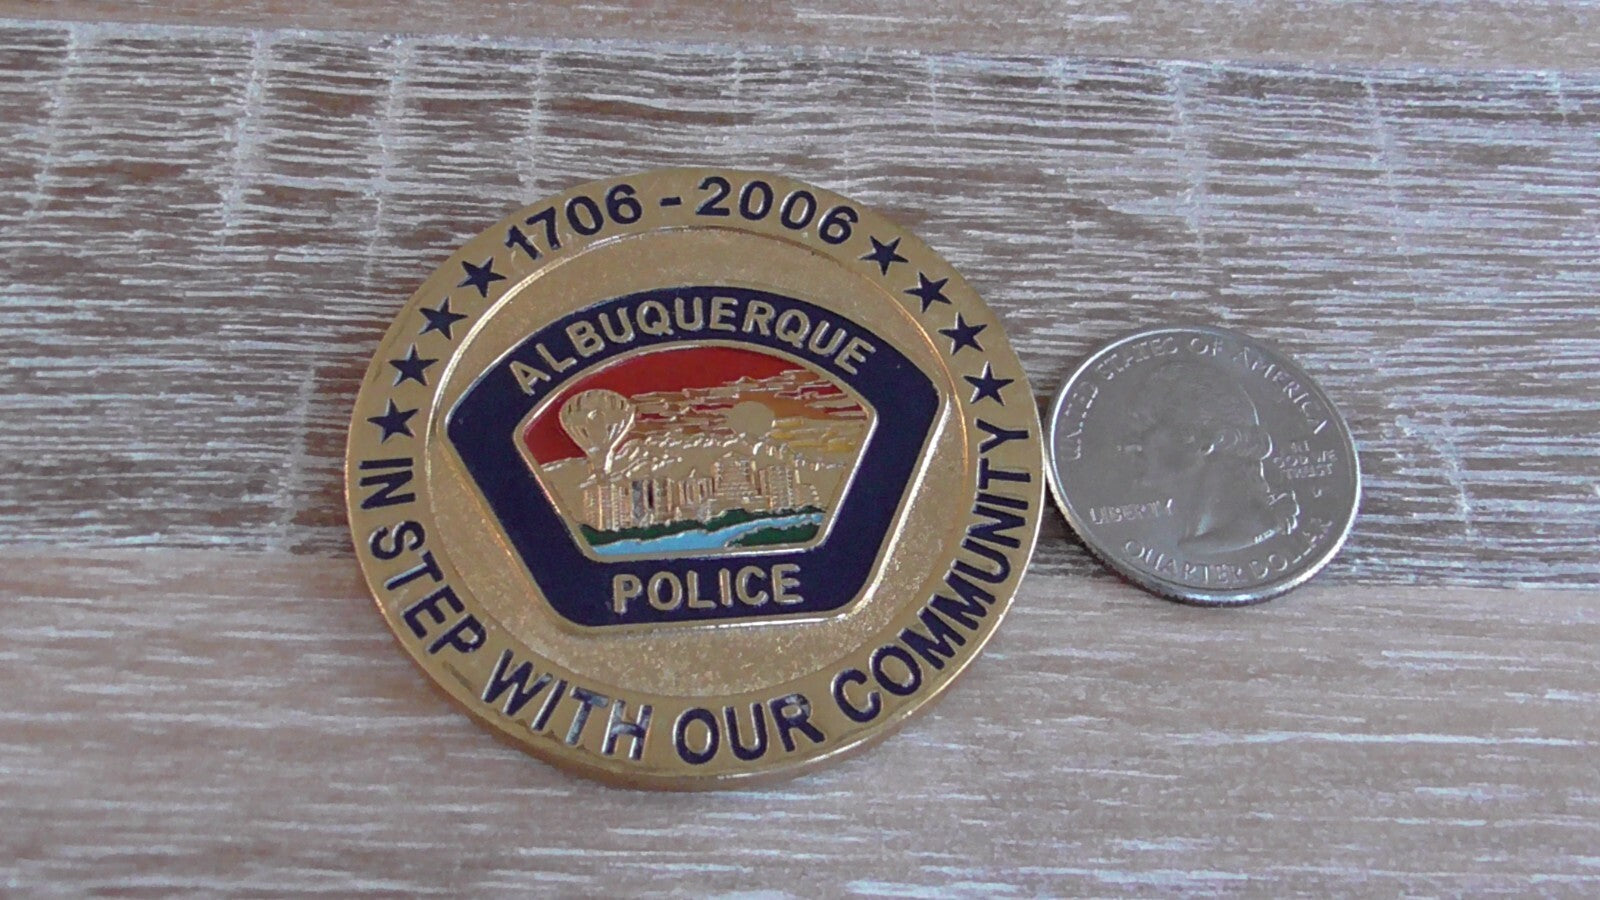 1706 - 2006
ALBUQUERQUE
POLICE
IN STEP WITH OUR COMMUNITY
UNITED STATES OF AMERICA
LIBERTY
IN
GOD WE
TRUST
QUARTER DOLLAR